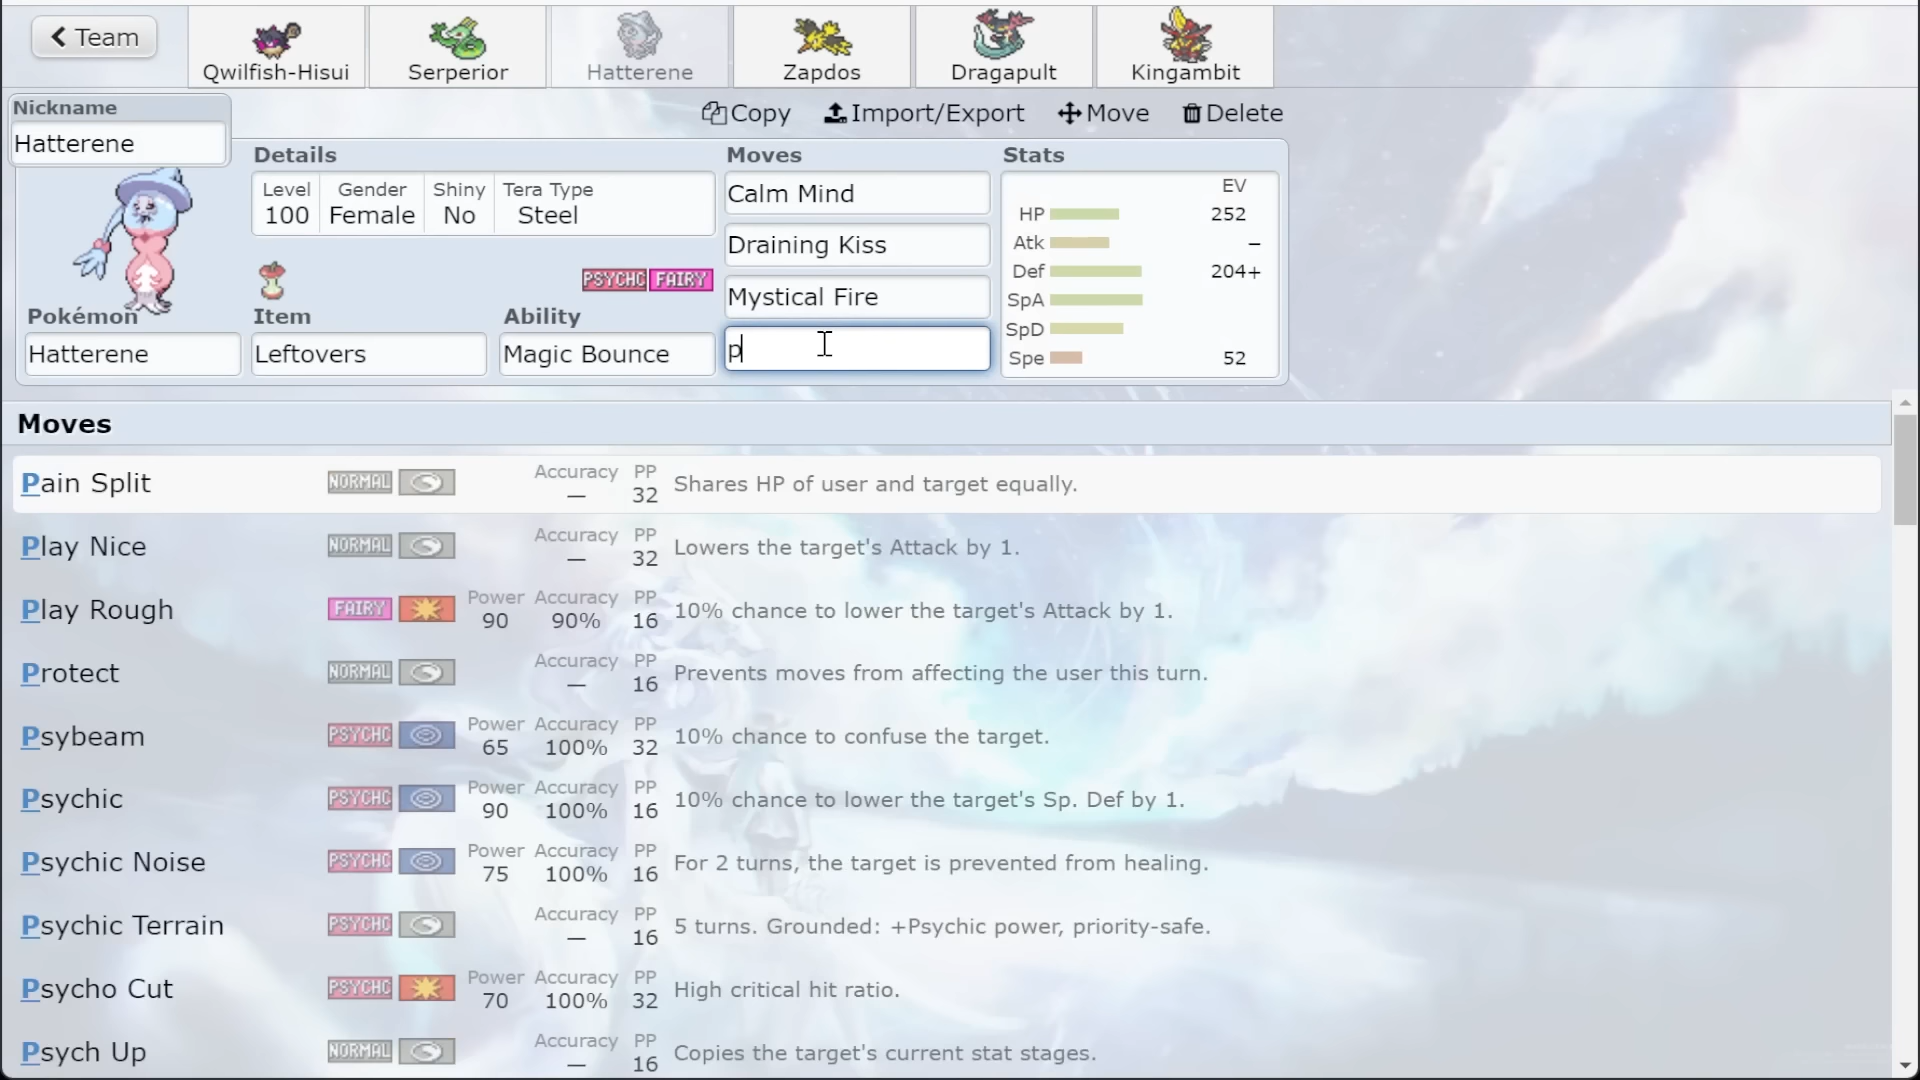 Team
Qwilfish-Hisui
Serperior
Hatterene
Zapdos
Dragapult
Kingambit
Nickname
Hatterene
Copy
Import/Export
Move
Delete
Details
Level
100
Gender
Female
Shiny
No
Tera Type
Steel
PSYCHC FAIRY
Pokémon
Hatterene
Item
Leftovers
Ability
Magic Bounce
Moves
Calm Mind
Draining Kiss
Mystical Fire
p
Stats
EV
HP 252
Atk –
Def 204+
SpA
SpD
Spe 52
Moves
Pain Split NORMAL Accuracy — PP 32 Shares HP of user and target equally.
Play Nice NORMAL Accuracy — PP 32 Lowers the target's Attack by 1.
Play Rough FAIRY Power 90 Accuracy 90% PP 16 10% chance to lower the target's Attack by 1.
Protect NORMAL Accuracy — PP 16 Prevents moves from affecting the user this turn.
Psybeam PSYCHC Power 65 Accuracy 100% PP 32 10% chance to confuse the target.
Psychic PSYCHC Power 90 Accuracy 100% PP 16 10% chance to lower the target's Sp. Def by 1.
Psychic Noise PSYCHC Power 75 Accuracy 100% PP 16 For 2 turns, the target is prevented from healing.
Psychic Terrain PSYCHC Accuracy — PP 16 5 turns. Grounded: +Psychic power, priority-safe.
Psycho Cut PSYCHC Power 70 Accuracy 100% PP 32 High critical hit ratio.
Psych Up NORMAL Accuracy — PP 16 Copies the target's current stat stages.